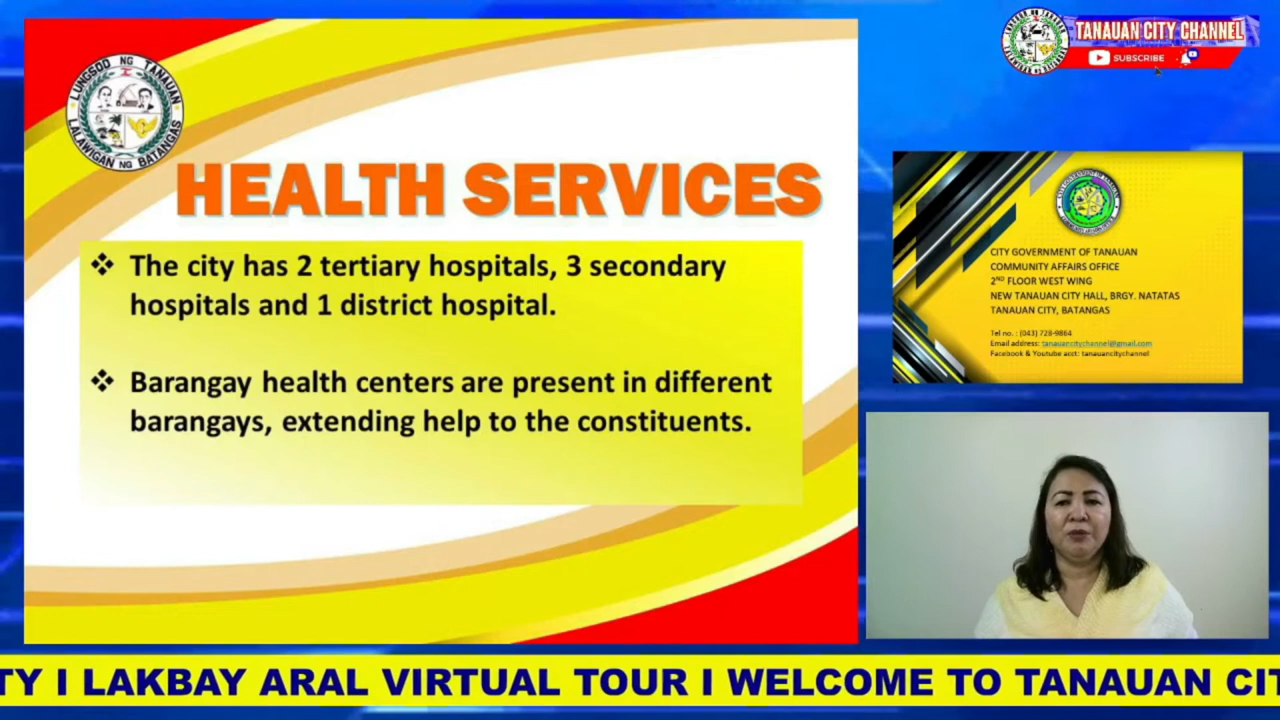 LUNGSOD NG TANAUAN
LALAWIGAN NG BATANGAS
HEALTH SERVICES
❖ The city has 2 tertiary hospitals, 3 secondary
hospitals and 1 district hospital.
❖ Barangay health centers are present in different
barangays, extending help to the constituents.
TANAUAN CITY CHANNEL
SUBSCRIBE
CITY GOVERNMENT OF TANAUAN
COMMUNITY AFFAIRS OFFICE
2ND FLOOR WEST WING
NEW TANAUAN CITY HALL, BRGY. NATATAS
TANAUAN CITY, BATANGAS
Tel no. : (043) 728-9864
Email address: tanauancitychannel@gmail.com
Facebook & Youtube acct: tanauancitychannel
TY I LAKBAY ARAL VIRTUAL TOUR I WELCOME TO TANAUAN CIT